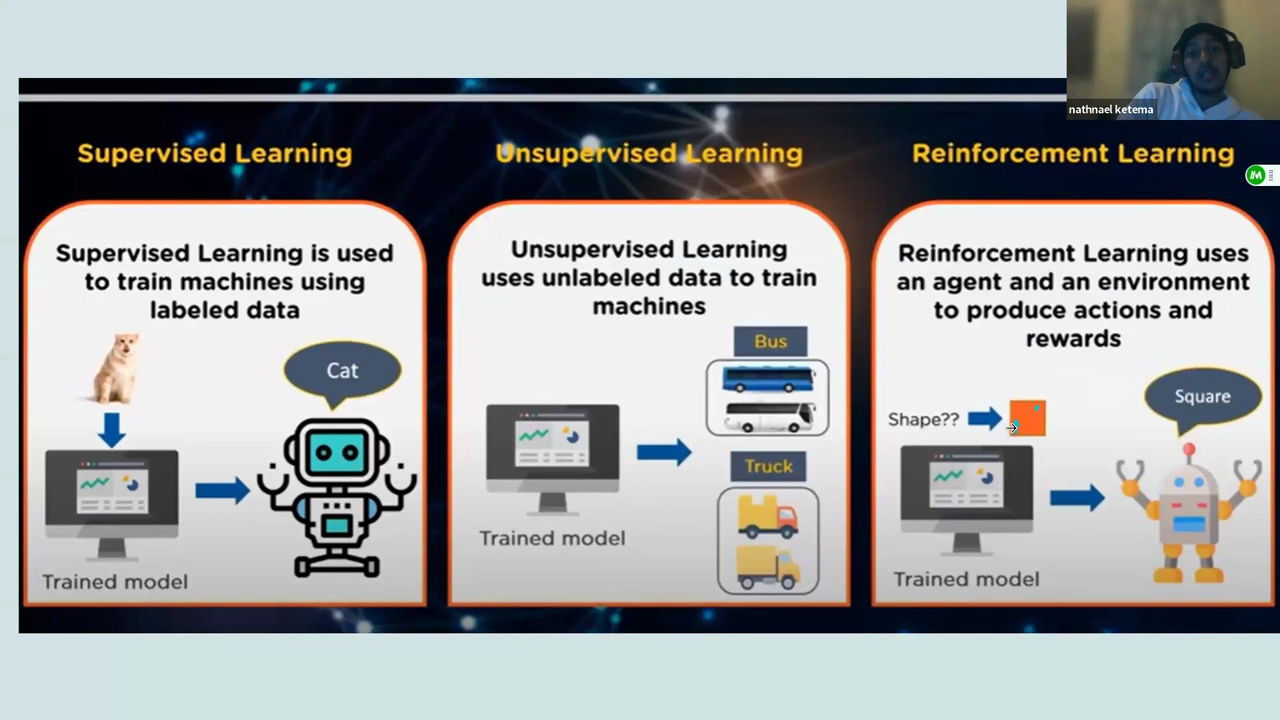 nathnael ketema
Supervised Learning
Supervised Learning is used
to train machines using
labeled data
Cat
Trained model
Unsupervised Learning
Unsupervised Learning
uses unlabeled data to train
machines
Bus
Truck
Trained model
Reinforcement Learning
Reinforcement Learning uses
an agent and an environment
to produce actions and
rewards
Shape??
Square
Trained model